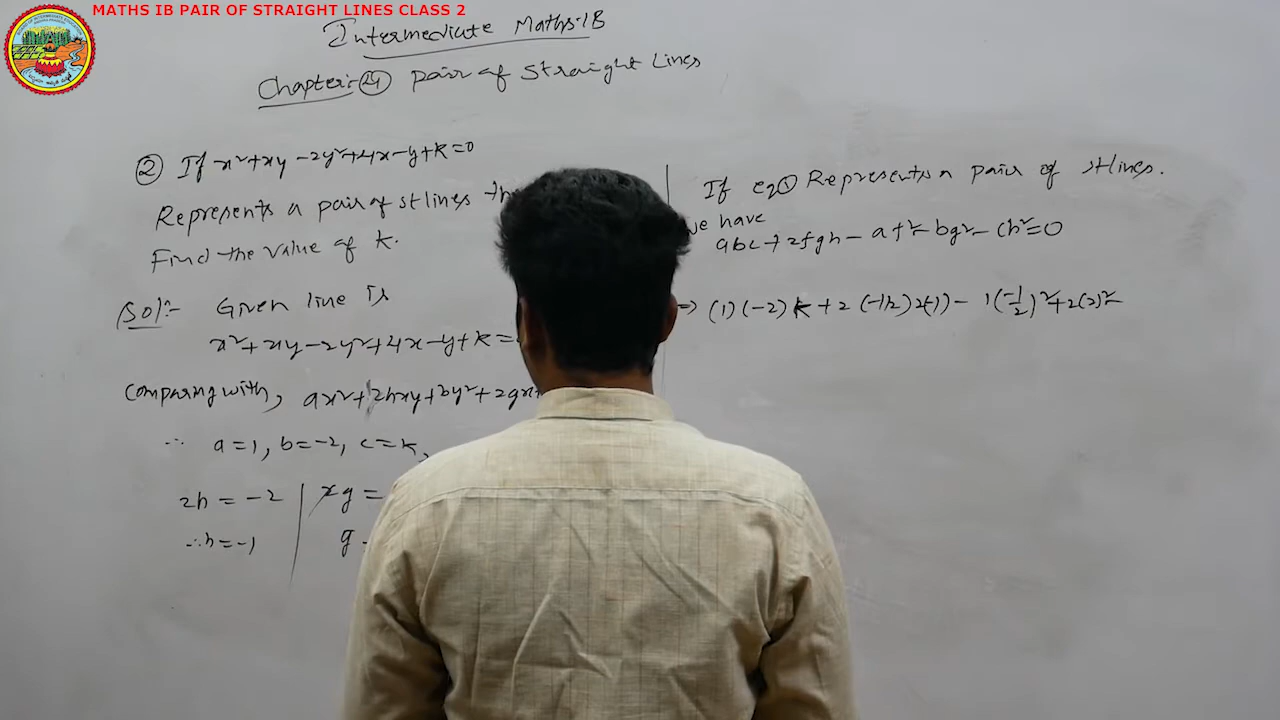 MATHS IB PAIR OF STRAIGHT LINES CLASS 2
Intermediate Maths-IB
Chapter:- 24 Pair of Straight Lines
② If x²+xy-2y²+4x-y+k=0
Represents a pair of st lines
Find the value of k.
Sol:- Given line is
x²+xy-2y²+4x-y+k=
Comparing with, ax²+2hxy+by²+2gx+
∴ a=1, b=-2, c=k,
2h = -2
∴h=-1
2g =
g
If eq① Represents a pair of st lines.
we have
abc+2fgh-af²-bg²-ch²=0
⇒ (1)(-2)k+2(-1/2)2(-1)-1(-1/2)²+2(2)²-